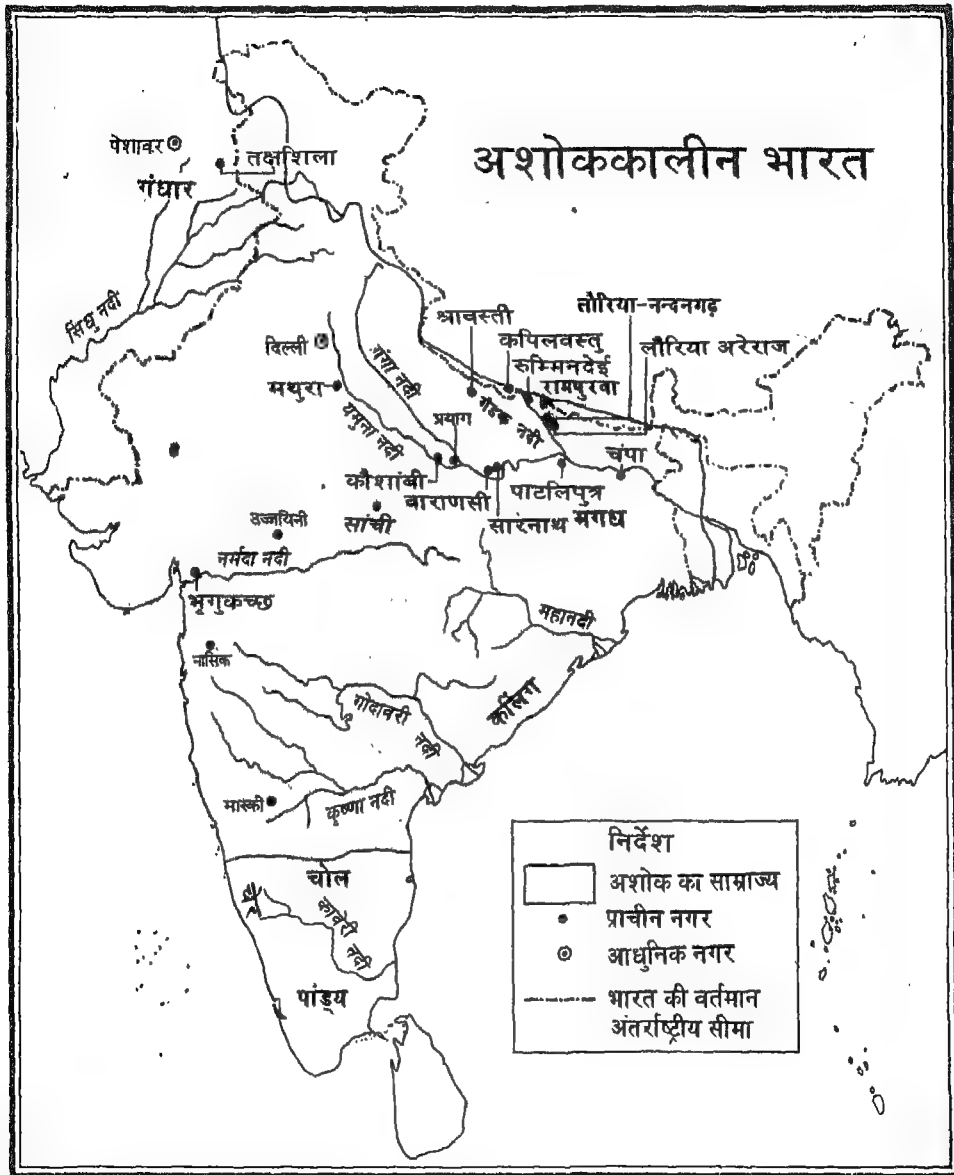 अशोककालीन भारत
पेशावर
तक्षशिला
गंधार
सिंधु नदी
दिल्ली
मथुरा
गंगा नदी
यमुना नदी
श्रावस्ती
लौरिया-नन्दनगढ़
कपिलवस्तु
लौरिया अरेराज
रुम्मिनदेई
रामपुरवा
गंडक नदी
प्रयाग
कौशांबी
वाराणसी
सारनाथ
पाटलिपुत्र
मगध
चंपा
सांची
उज्जयिनी
नर्मदा नदी
भृगुकच्छ
महानदी
नासिक
गोदावरी
नदी
कलिंग
मास्की
कृष्णा नदी
चोल
चेर
कावेरी
नदी
पांड्य
निर्देश
अशोक का साम्राज्य
प्राचीन नगर
आधुनिक नगर
भारत की वर्तमान
अंतर्राष्ट्रीय सीमा